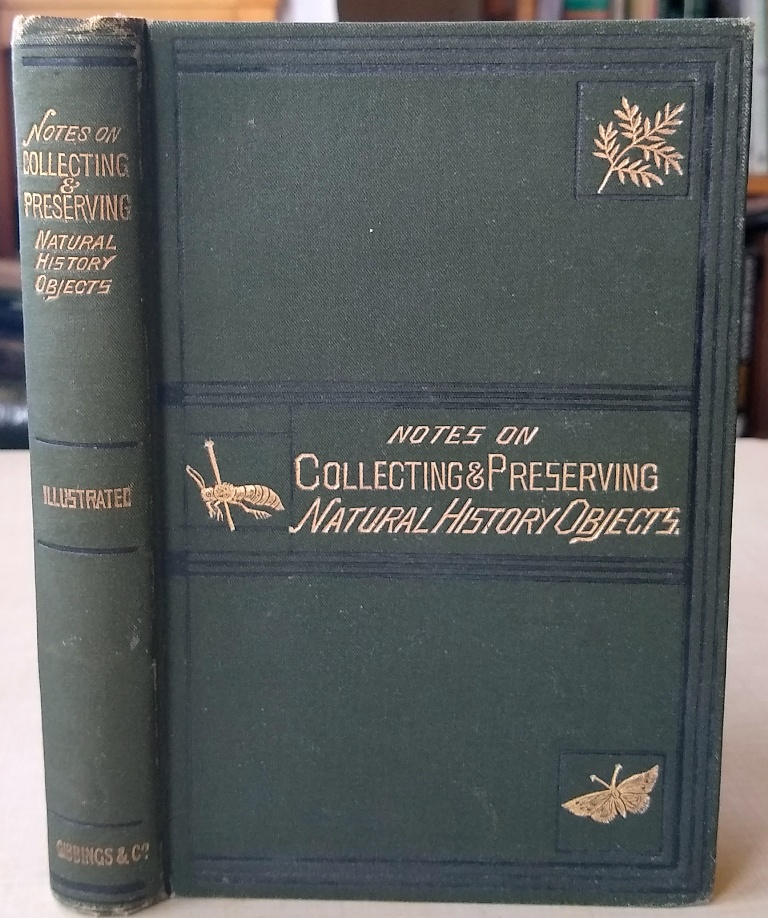 NOTES ON
COLLECTING
&
PRESERVING
NATURAL
HISTORY
OBJECTS
ILLUSTRATED
GIBBINGS & Co
NOTES ON
COLLECTING & PRESERVING
NATURAL HISTORY OBJECTS.